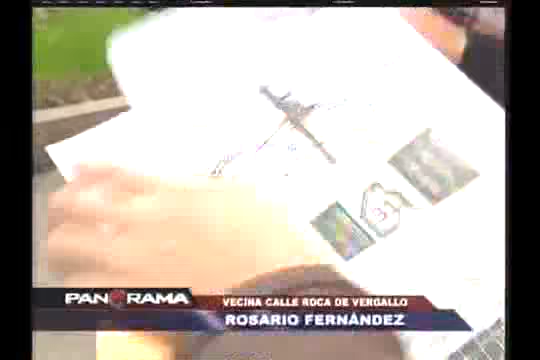 PANORAMA
VECINA CALLE ROCA DE VERGALLO
ROSARIO FERNÁNDEZ